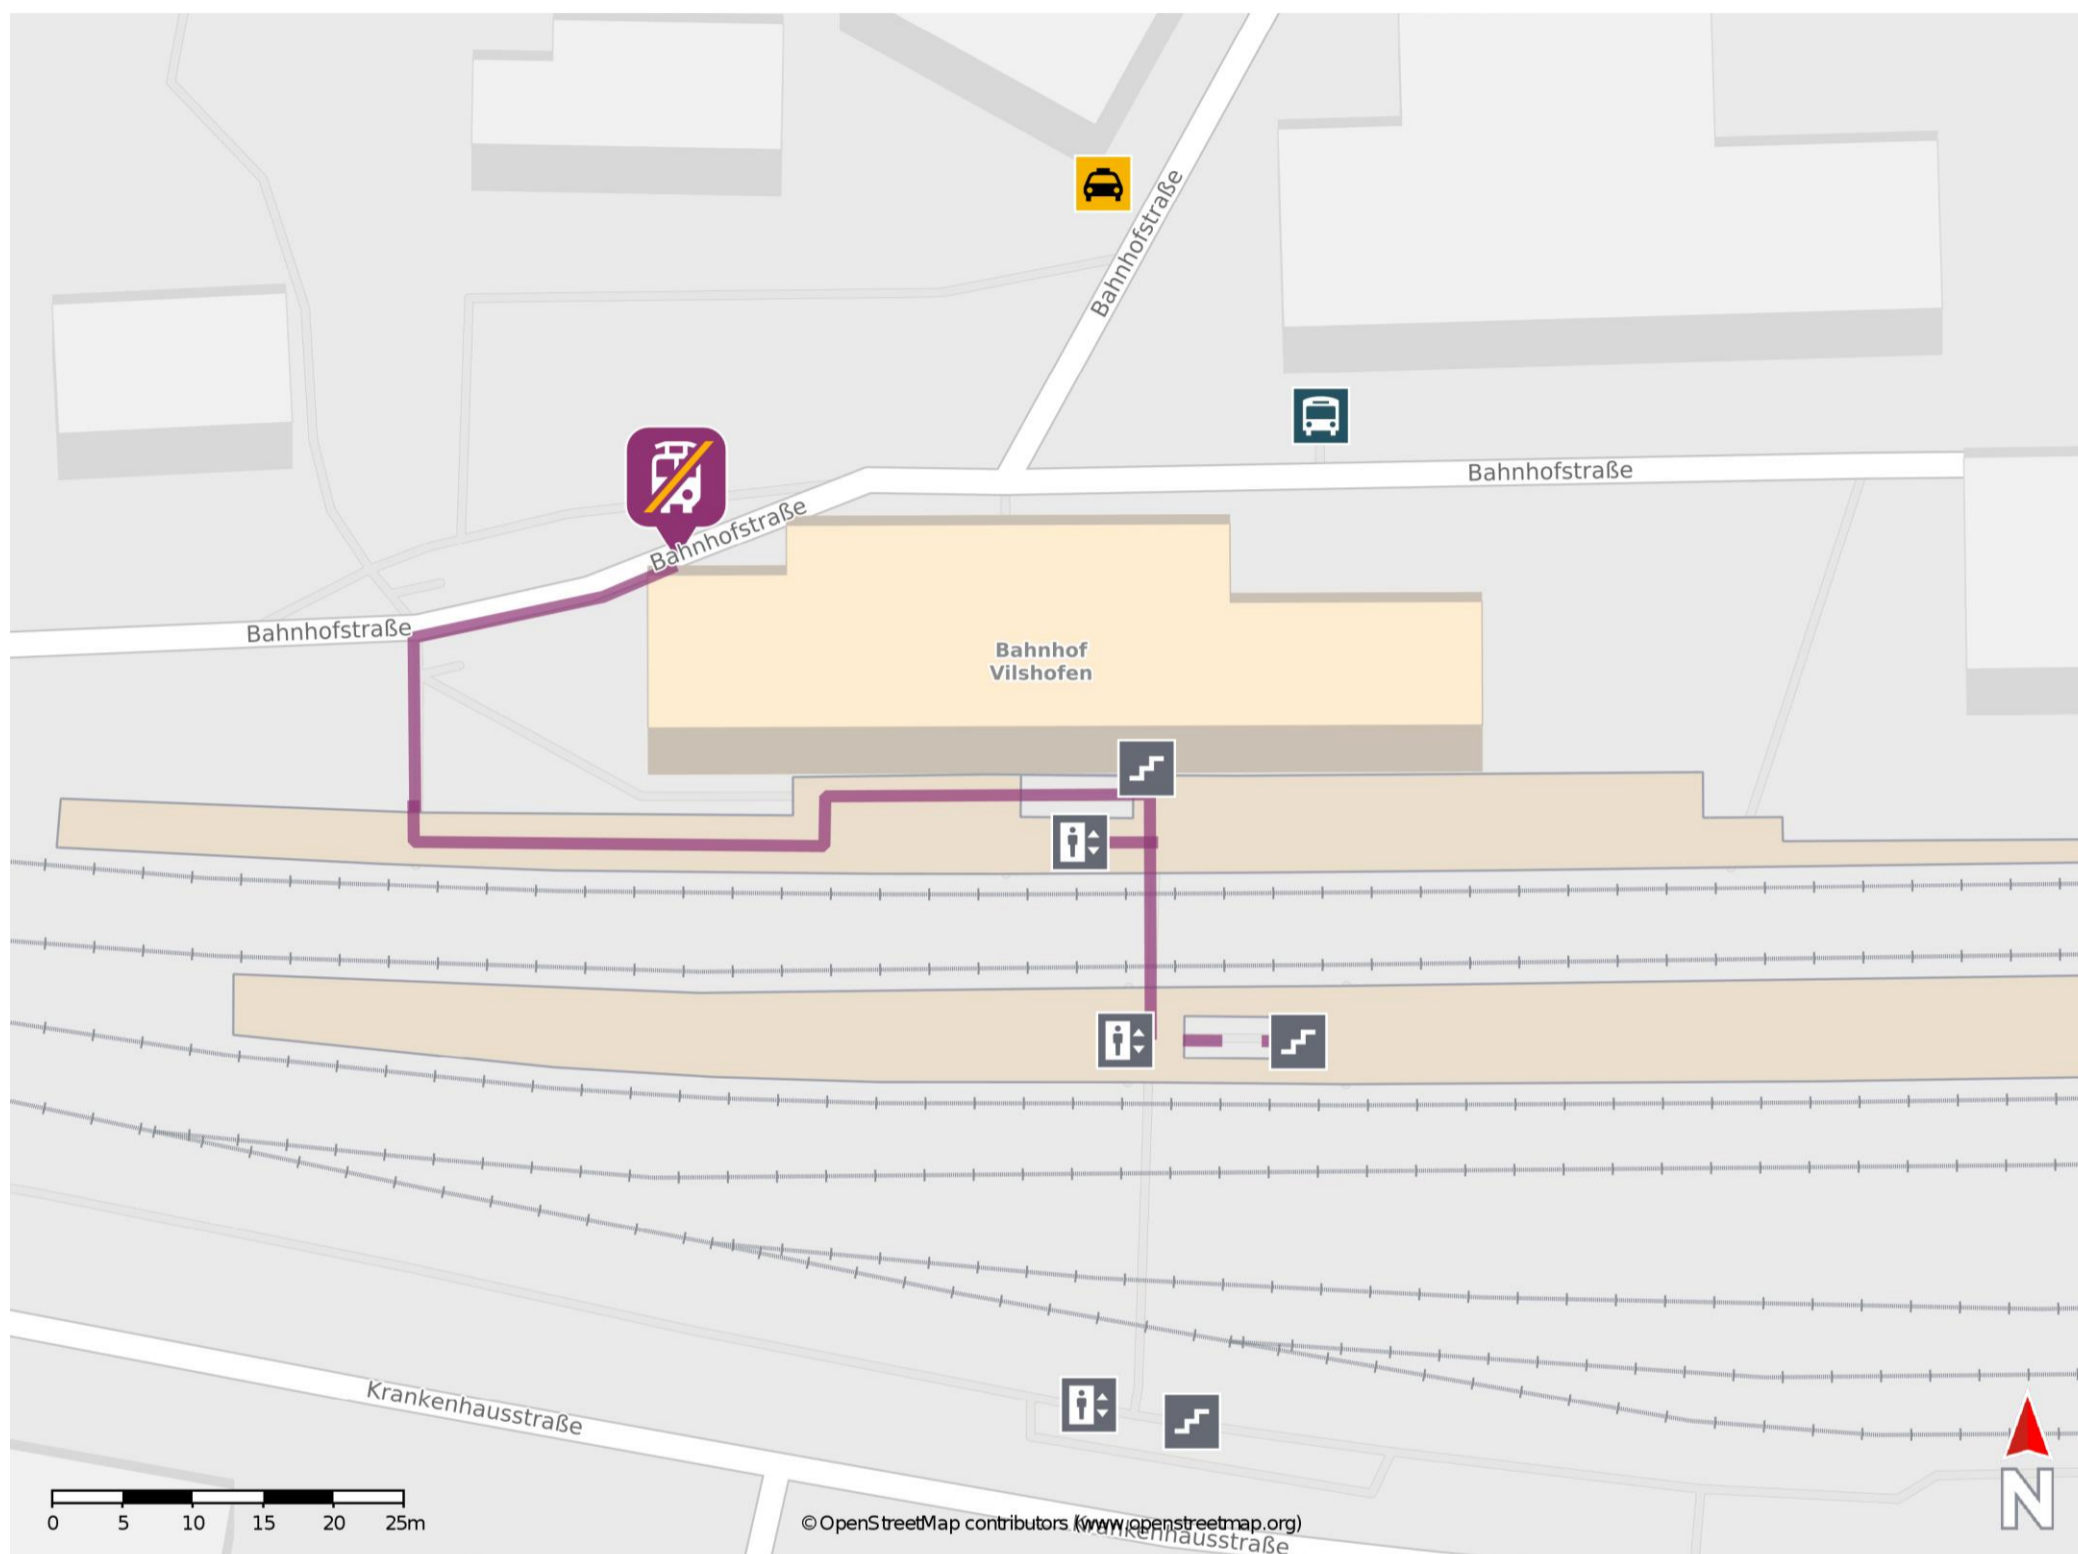 Bahnhofstraße
Bahnhofstraße
Bahnhofstraße
Bahnhofstraße
Bahnhof
Vilshofen
Krankenhausstraße
0 5 10 15 20 25m
© OpenStreetMap contributors (www.openstreetmap.org)
Krankenhausstraße
N